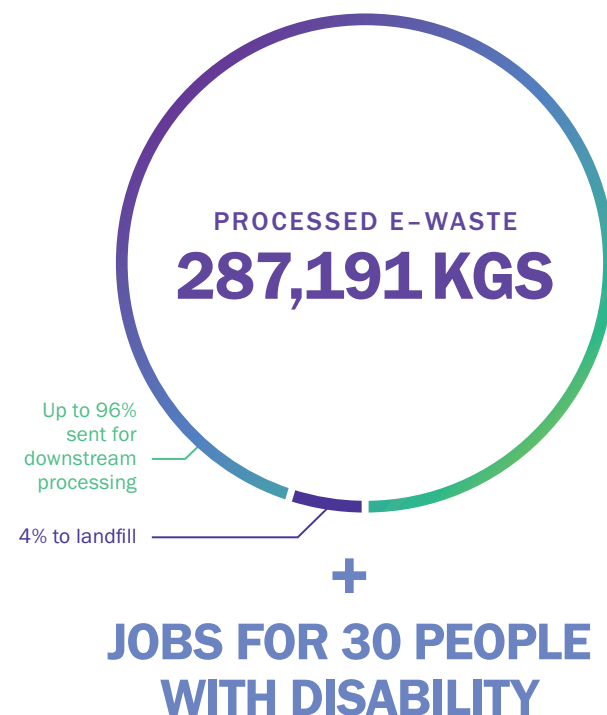 PROCESSED E–WASTE
287,191 KGS
Up to 96%
sent for
downstream
processing
4% to landfill
+
JOBS FOR 30 PEOPLE
WITH DISABILITY